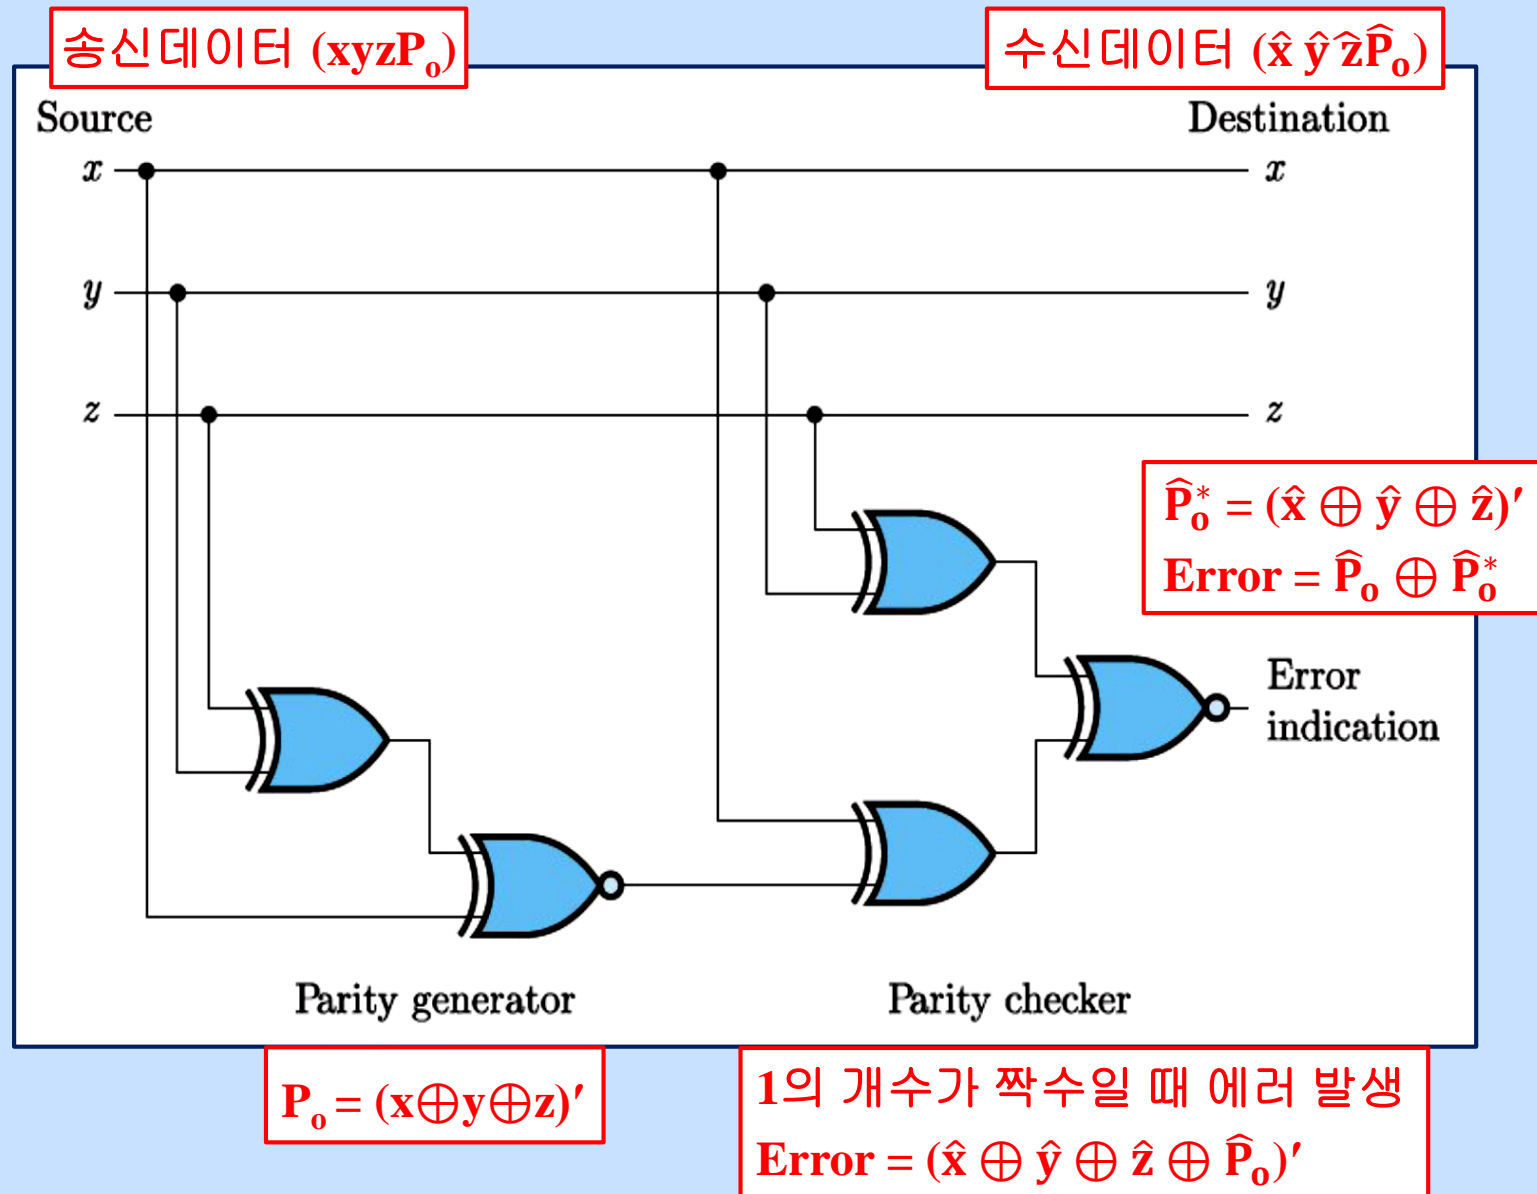 송신데이터 (xyzPₒ)
수신데이터 (x̂ ŷ ẑP̂ₒ)
Source
Destination
x
x
y
y
z
z
P̂ₒ* = (x̂ ⊕ ŷ ⊕ ẑ)′
Error = P̂ₒ ⊕ P̂ₒ*
Error
indication
Parity generator
Parity checker
Pₒ = (x⊕y⊕z)′
1의 개수가 짝수일 때 에러 발생
Error = (x̂ ⊕ ŷ ⊕ ẑ ⊕ P̂ₒ)′